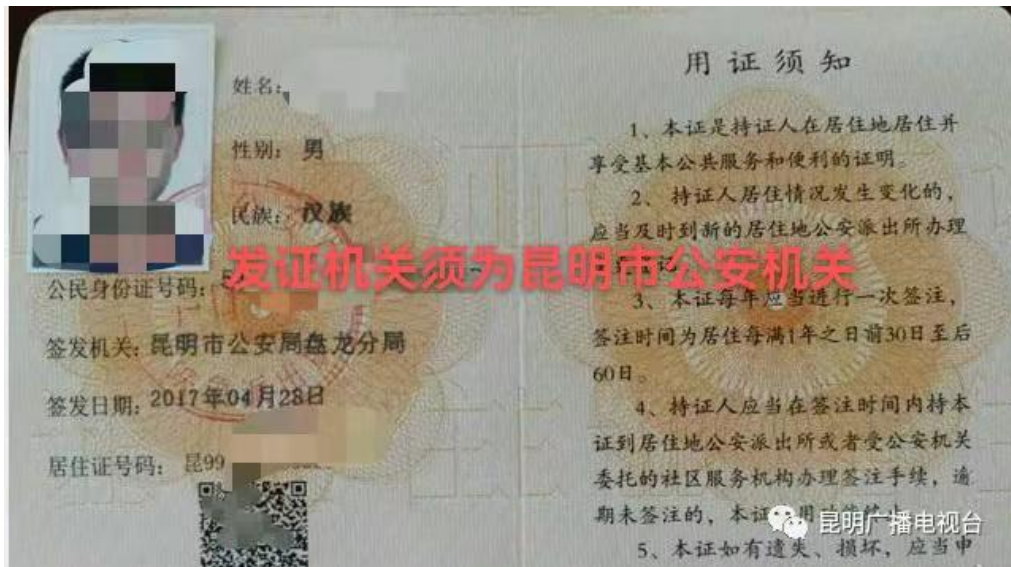 姓名:
性别: 男
民族: 汉族
发证机关须为昆明市公安机关
公民身份证号码: 5
签发机关: 昆明市公安局盘龙分局
签发日期: 2017年04月28日
居住证号码: 昆99
用证须知
1、本证是持证人在居住地居住并
享受基本公共服务和便利的证明。
2、持证人居住情况发生变化的,
应当及时到新的居住地公安派出所办理
记
3、本证每年应当进行一次签注,
签注时间为居住每满1年之日前30日至后
60日。
4、持证人应当在签注时间内持本
证到居住地公安派出所或者受公安机关
委托的社区服务机构办理签注手续,逾
期未签注的,本证
5、本证如有遗失、损坏,应当申
昆明广播电视台